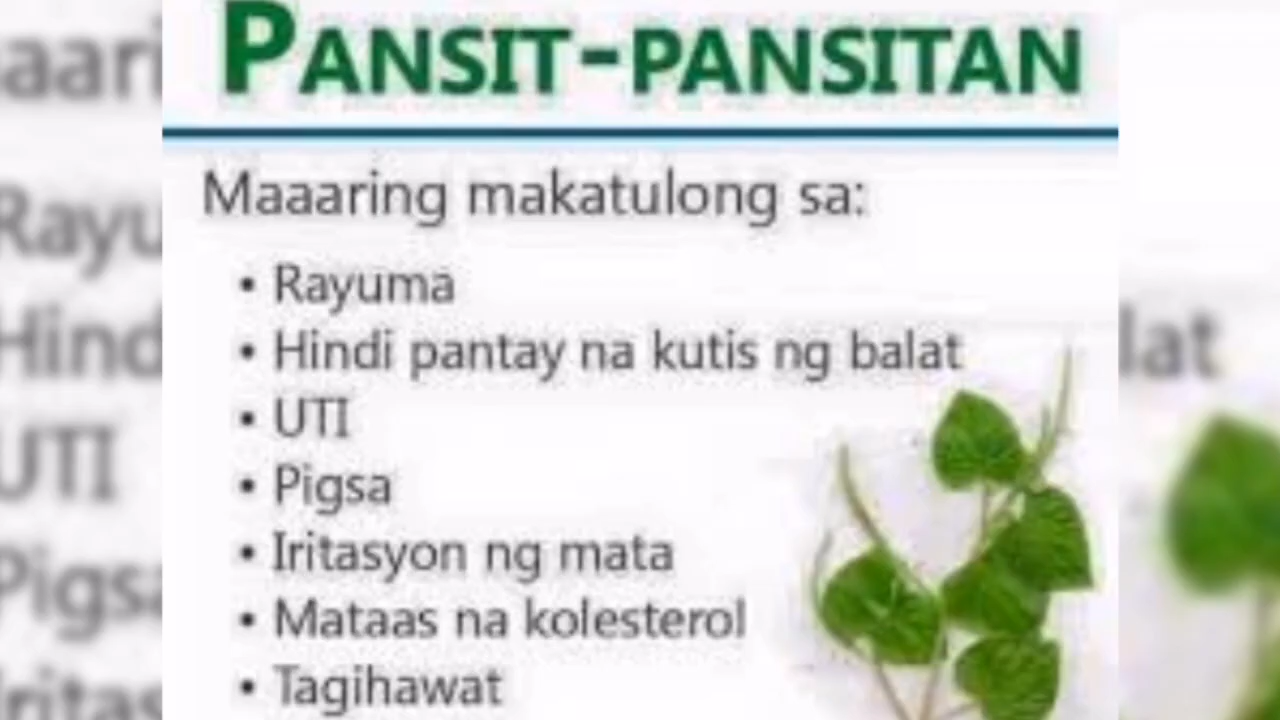 PANSIT-PANSITAN
Maaaring makatulong sa:
• Rayuma
• Hindi pantay na kutis ng balat
• UTI
• Pigsa
• Iritasyon ng mata
• Mataas na kolesterol
• Tagihawat